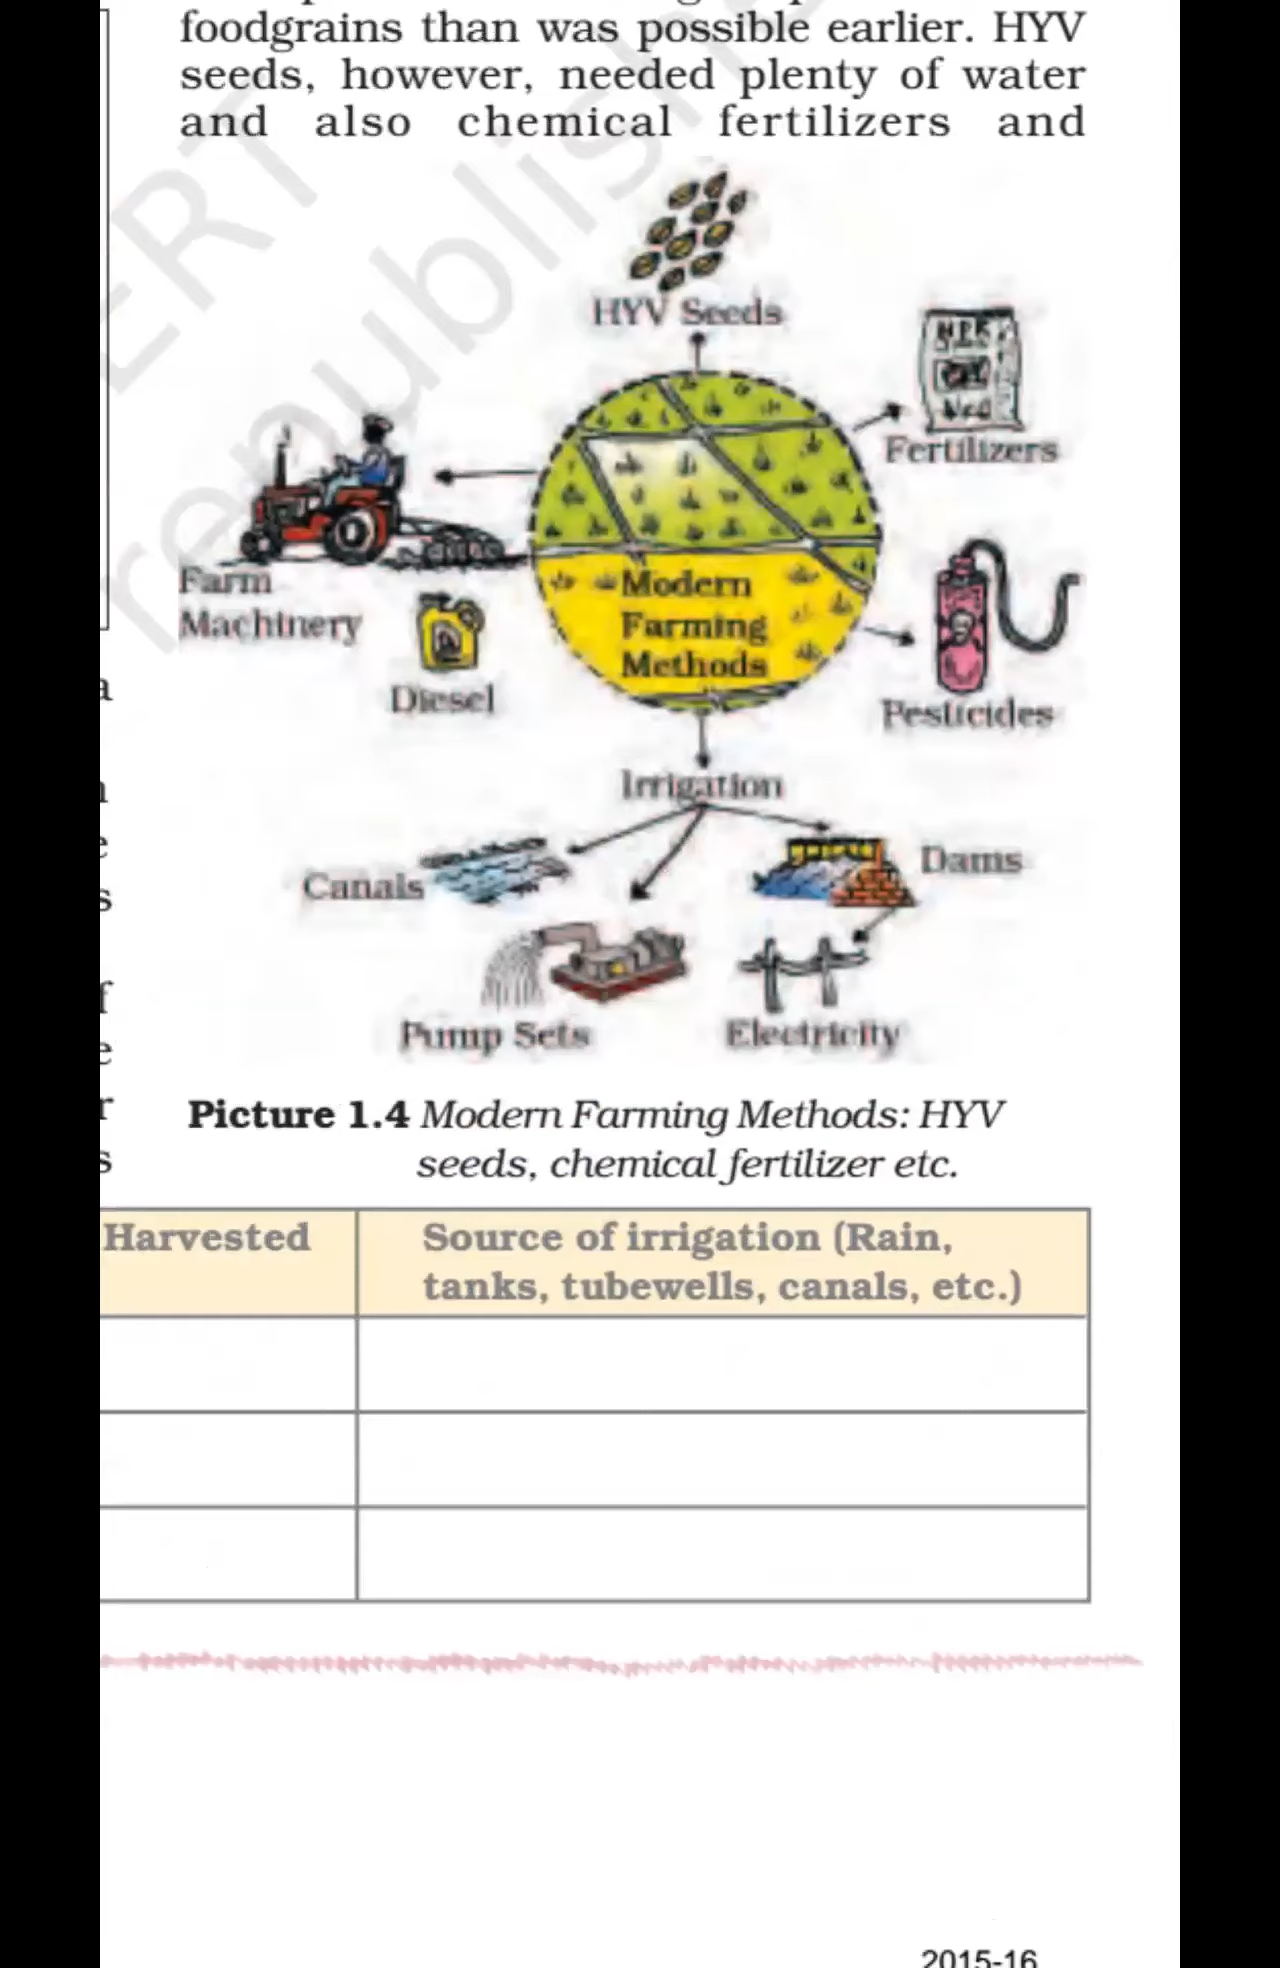 foodgrains than was possible earlier. HYV
seeds, however, needed plenty of water
and also chemical fertilizers and
HYV Seeds
NPK
Fertilizers
Farm
Machinery
Diesel
Modern
Farming
Methods
Pesticides
Irrigation
Canals
Dams
Pump Sets
Electricity
Picture 1.4 Modern Farming Methods: HYV
seeds, chemical fertilizer etc.
Harvested
Source of irrigation (Rain,
tanks, tubewells, canals, etc.)
2015-16